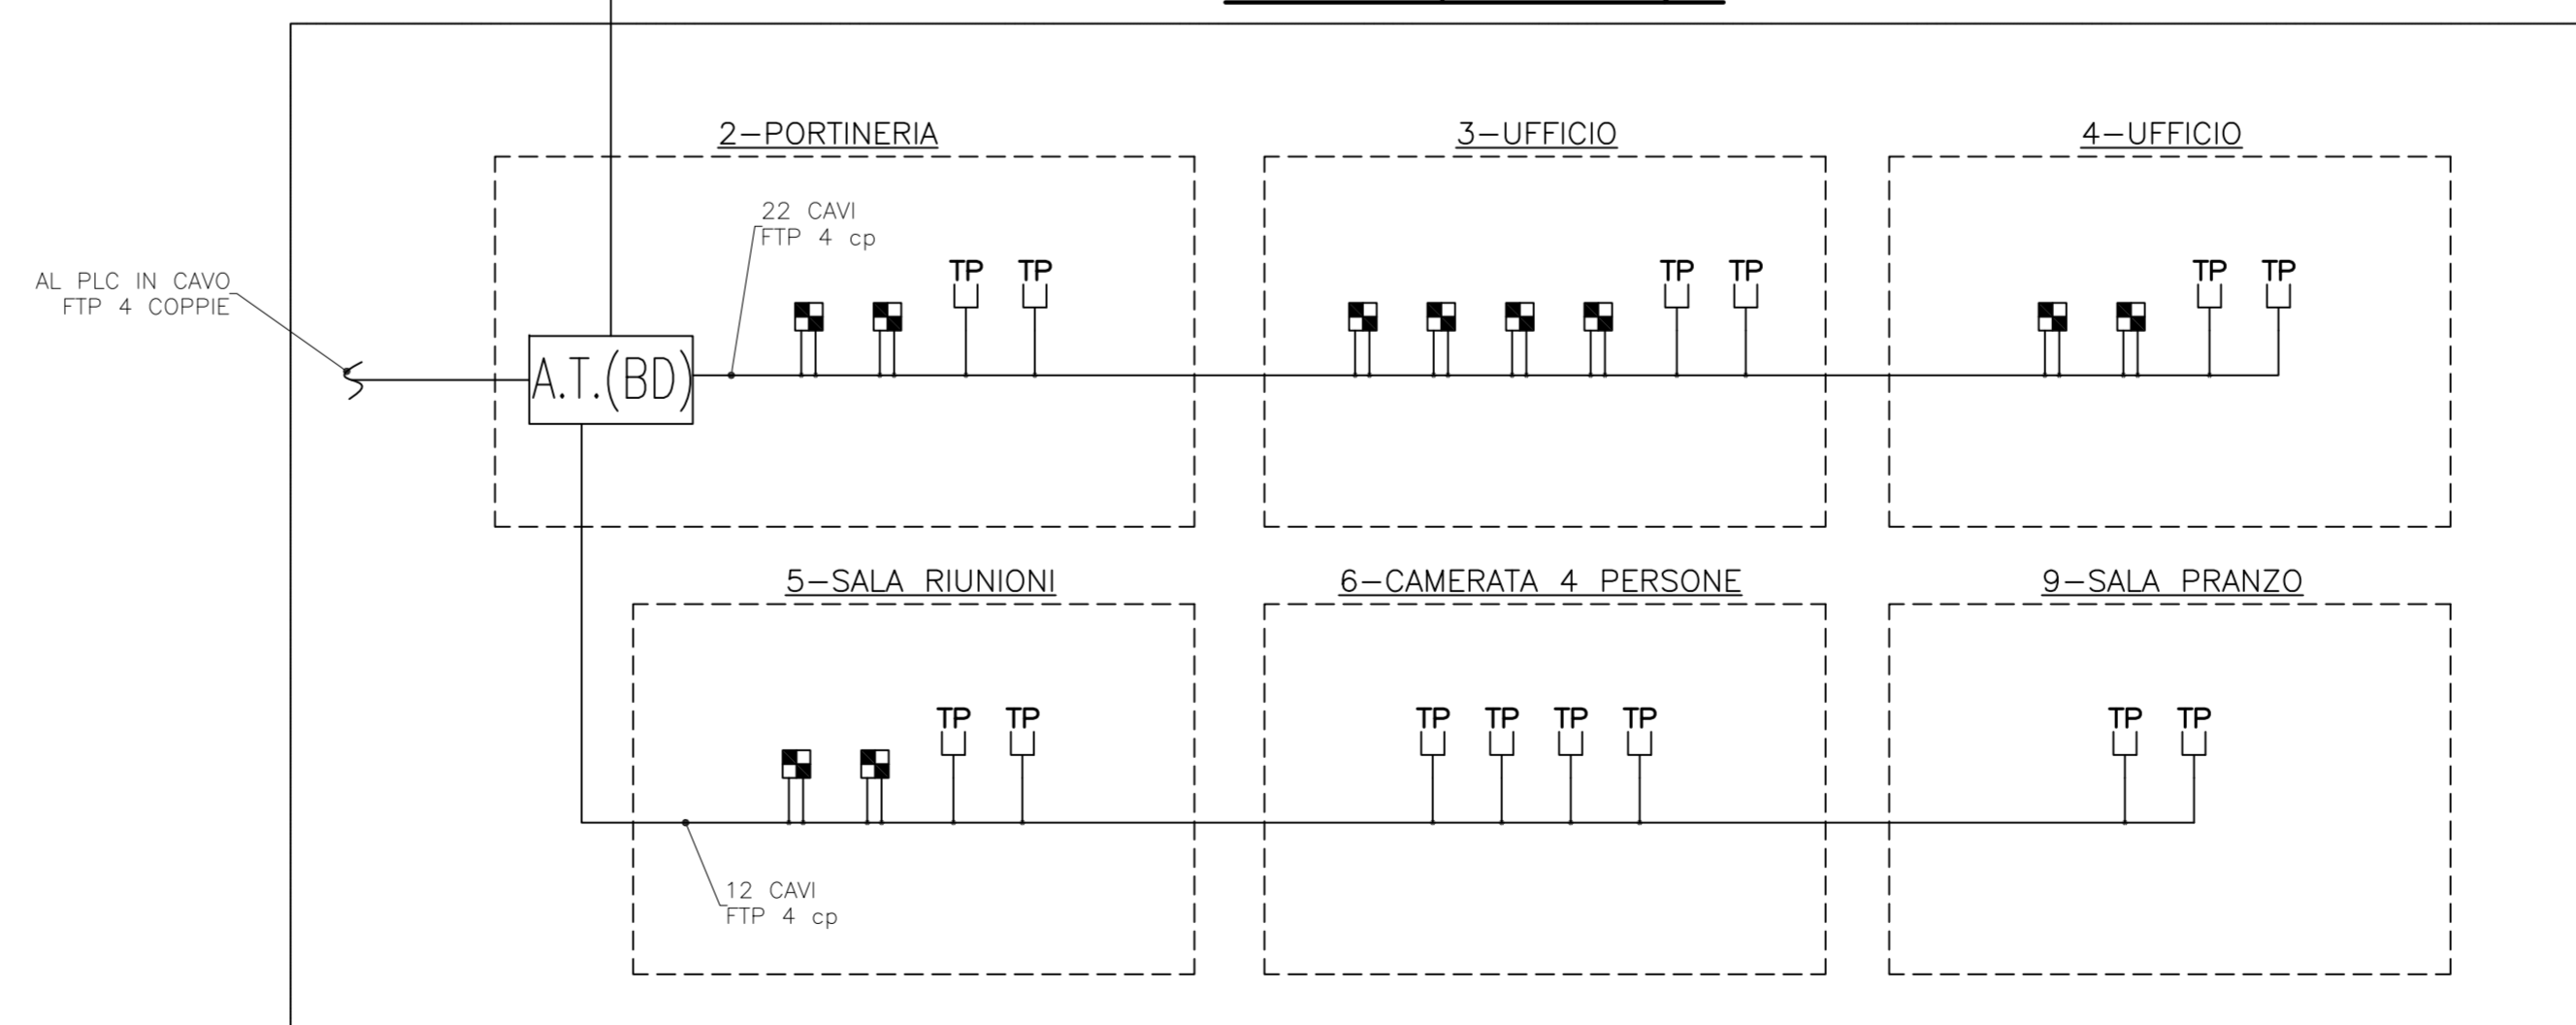 2-PORTINERIA
3-UFFICIO
4-UFFICIO
22 CAVI
FTP 4 cp
AL PLC IN CAVO
FTP 4 COPPIE
TP TP
TP TP
TP TP
A.T.(BD)
5-SALA RIUNIONI
6-CAMERATA 4 PERSONE
9-SALA PRANZO
TP TP
TP TP TP TP
TP TP
12 CAVI
FTP 4 cp